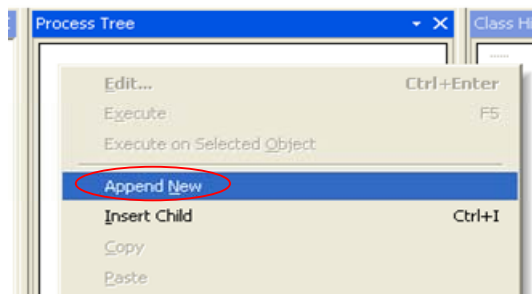 Process Tree
Class Hi
Edit... Ctrl+Enter
Execute F5
Execute on Selected Object
Append New
Insert Child Ctrl+I
Copy
Paste